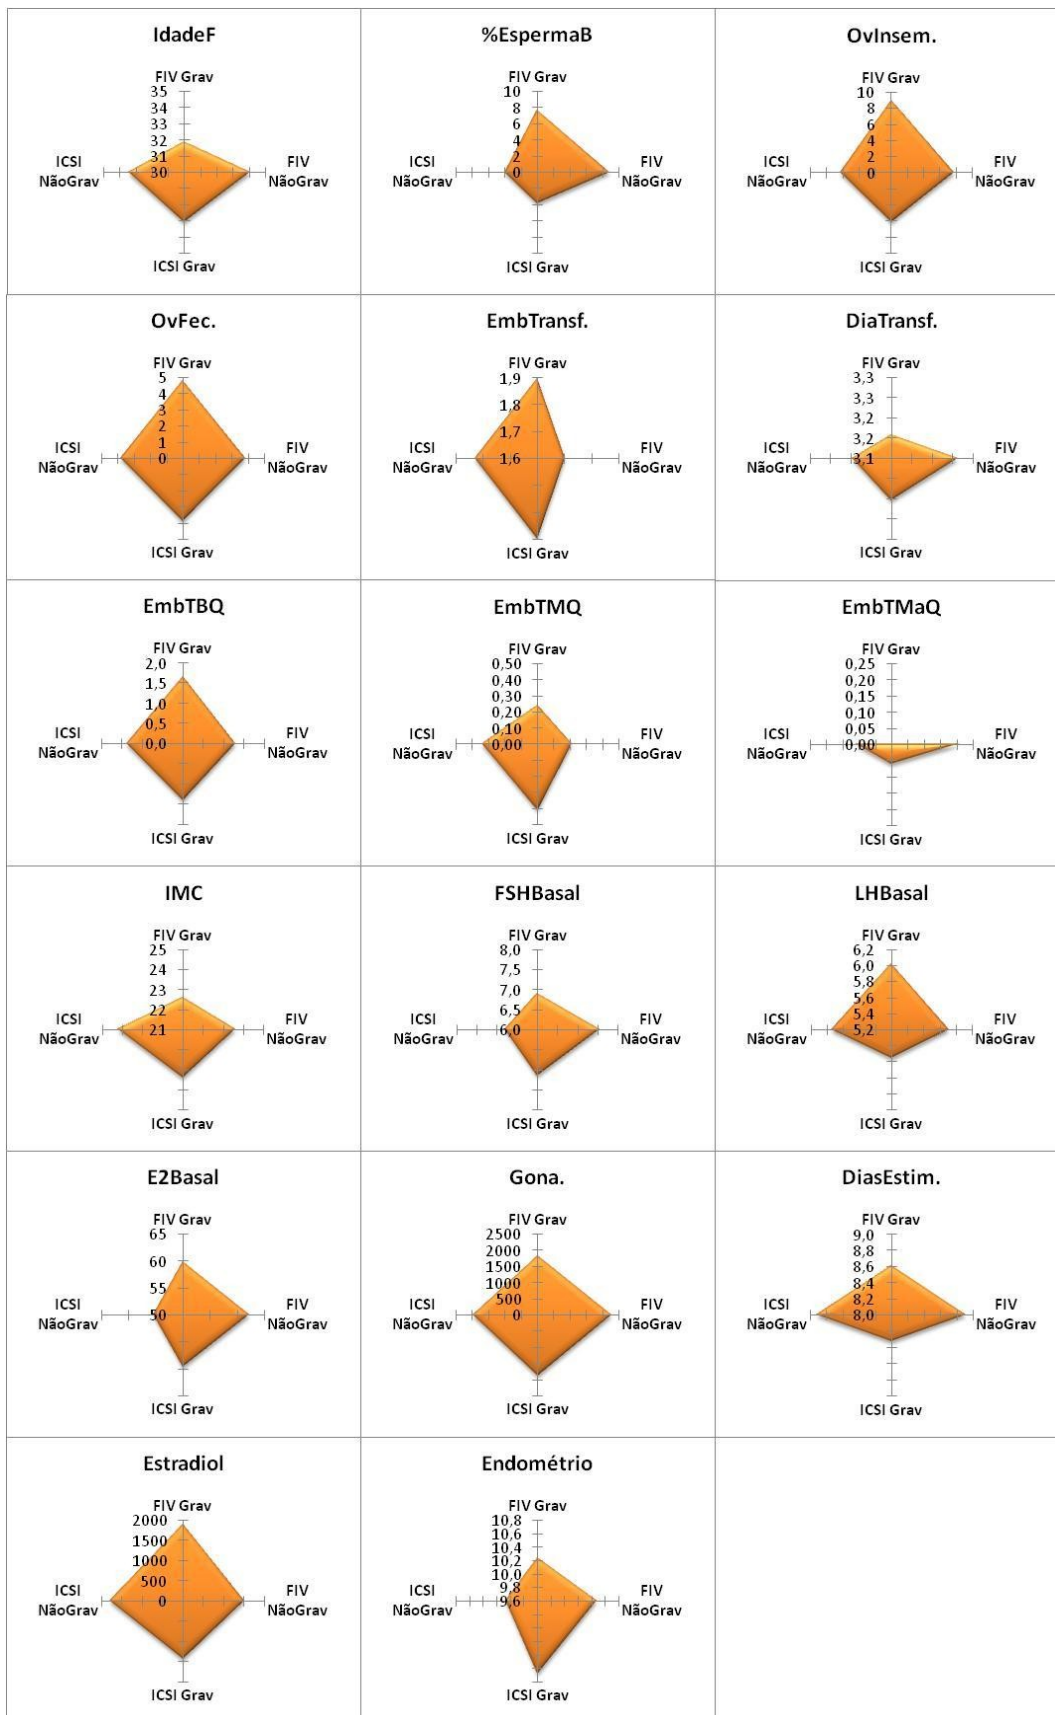 IdadeF
FIV Grav
35
34
33
32
31
30
ICSI
NãoGrav
FIV
NãoGrav
ICSI Grav
%EspermaB
FIV Grav
10
8
6
4
2
0
ICSI
NãoGrav
FIV
NãoGrav
ICSI Grav
OvInsem.
FIV Grav
10
8
6
4
2
0
ICSI
NãoGrav
FIV
NãoGrav
ICSI Grav
OvFec.
FIV Grav
5
4
3
2
1
0
ICSI
NãoGrav
FIV
NãoGrav
ICSI Grav
EmbTransf.
FIV Grav
1,9
1,8
1,7
1,6
ICSI
NãoGrav
FIV
NãoGrav
ICSI Grav
DiaTransf.
FIV Grav
3,3
3,3
3,2
3,2
3,1
ICSI
NãoGrav
FIV
NãoGrav
ICSI Grav
EmbTBQ
FIV Grav
2,0
1,5
1,0
0,5
0,0
ICSI
NãoGrav
FIV
NãoGrav
ICSI Grav
EmbTMQ
FIV Grav
0,50
0,40
0,30
0,20
0,10
0,00
ICSI
NãoGrav
FIV
NãoGrav
ICSI Grav
EmbTMaQ
FIV Grav
0,25
0,20
0,15
0,10
0,05
0,00
ICSI
NãoGrav
FIV
NãoGrav
ICSI Grav
IMC
FIV Grav
25
24
23
22
21
ICSI
NãoGrav
FIV
NãoGrav
ICSI Grav
FSHBasal
FIV Grav
8,0
7,5
7,0
6,5
6,0
ICSI
NãoGrav
FIV
NãoGrav
ICSI Grav
LHBasal
FIV Grav
6,2
6,0
5,8
5,6
5,4
5,2
ICSI
NãoGrav
FIV
NãoGrav
ICSI Grav
E2Basal
FIV Grav
65
60
55
50
ICSI
NãoGrav
FIV
NãoGrav
ICSI Grav
Gona.
FIV Grav
2500
2000
1500
1000
500
0
ICSI
NãoGrav
FIV
NãoGrav
ICSI Grav
DiasEstim.
FIV Grav
9,0
8,8
8,6
8,4
8,2
8,0
ICSI
NãoGrav
FIV
NãoGrav
ICSI Grav
Estradiol
FIV Grav
2000
1500
1000
500
0
ICSI
NãoGrav
FIV
NãoGrav
ICSI Grav
Endométrio
FIV Grav
10,8
10,6
10,4
10,2
10,0
9,8
9,6
ICSI
NãoGrav
FIV
NãoGrav
ICSI Grav